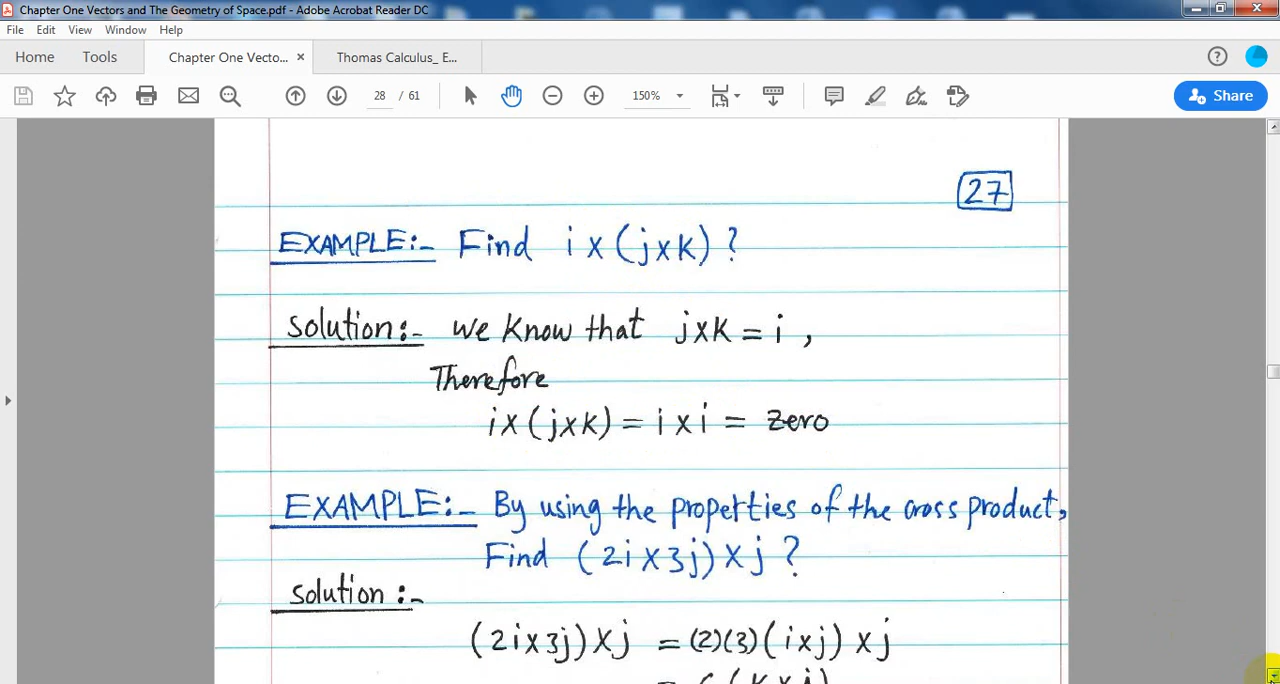 Chapter One Vectors and The Geometry of Space.pdf - Adobe Acrobat Reader DC
File Edit View Window Help
Home Tools Chapter One Vecto... × Thomas Calculus_ E...
28 / 61 150% Share
27
EXAMPLE:- Find i x (j x k) ?
Solution:- we know that j x k = i ,
Therefore
i x (j x k) = i x i = zero
EXAMPLE:- By using the properties of the cross product,
Find (2i x 3j) x j ?
Solution :-
(2i x 3j) x j = (2)(3)(i x j) x j